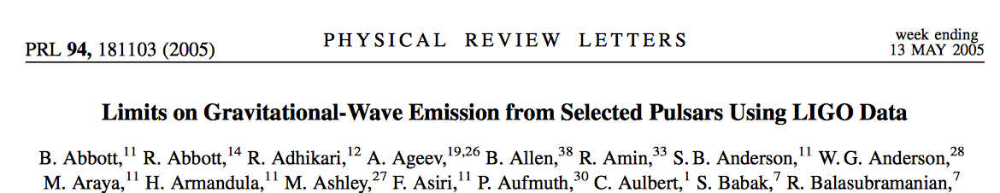 PRL 94, 181103 (2005)
PHYSICAL REVIEW LETTERS
week ending
13 MAY 2005
Limits on Gravitational-Wave Emission from Selected Pulsars Using LIGO Data
B. Abbott,11 R. Abbott,14 R. Adhikari,12 A. Ageev,19,26 B. Allen,38 R. Amin,33 S. B. Anderson,11 W. G. Anderson,28
M. Araya,11 H. Armandula,11 M. Ashley,27 F. Asiri,11 P. Aufmuth,30 C. Aulbert,1 S. Babak,7 R. Balasubramanian,7